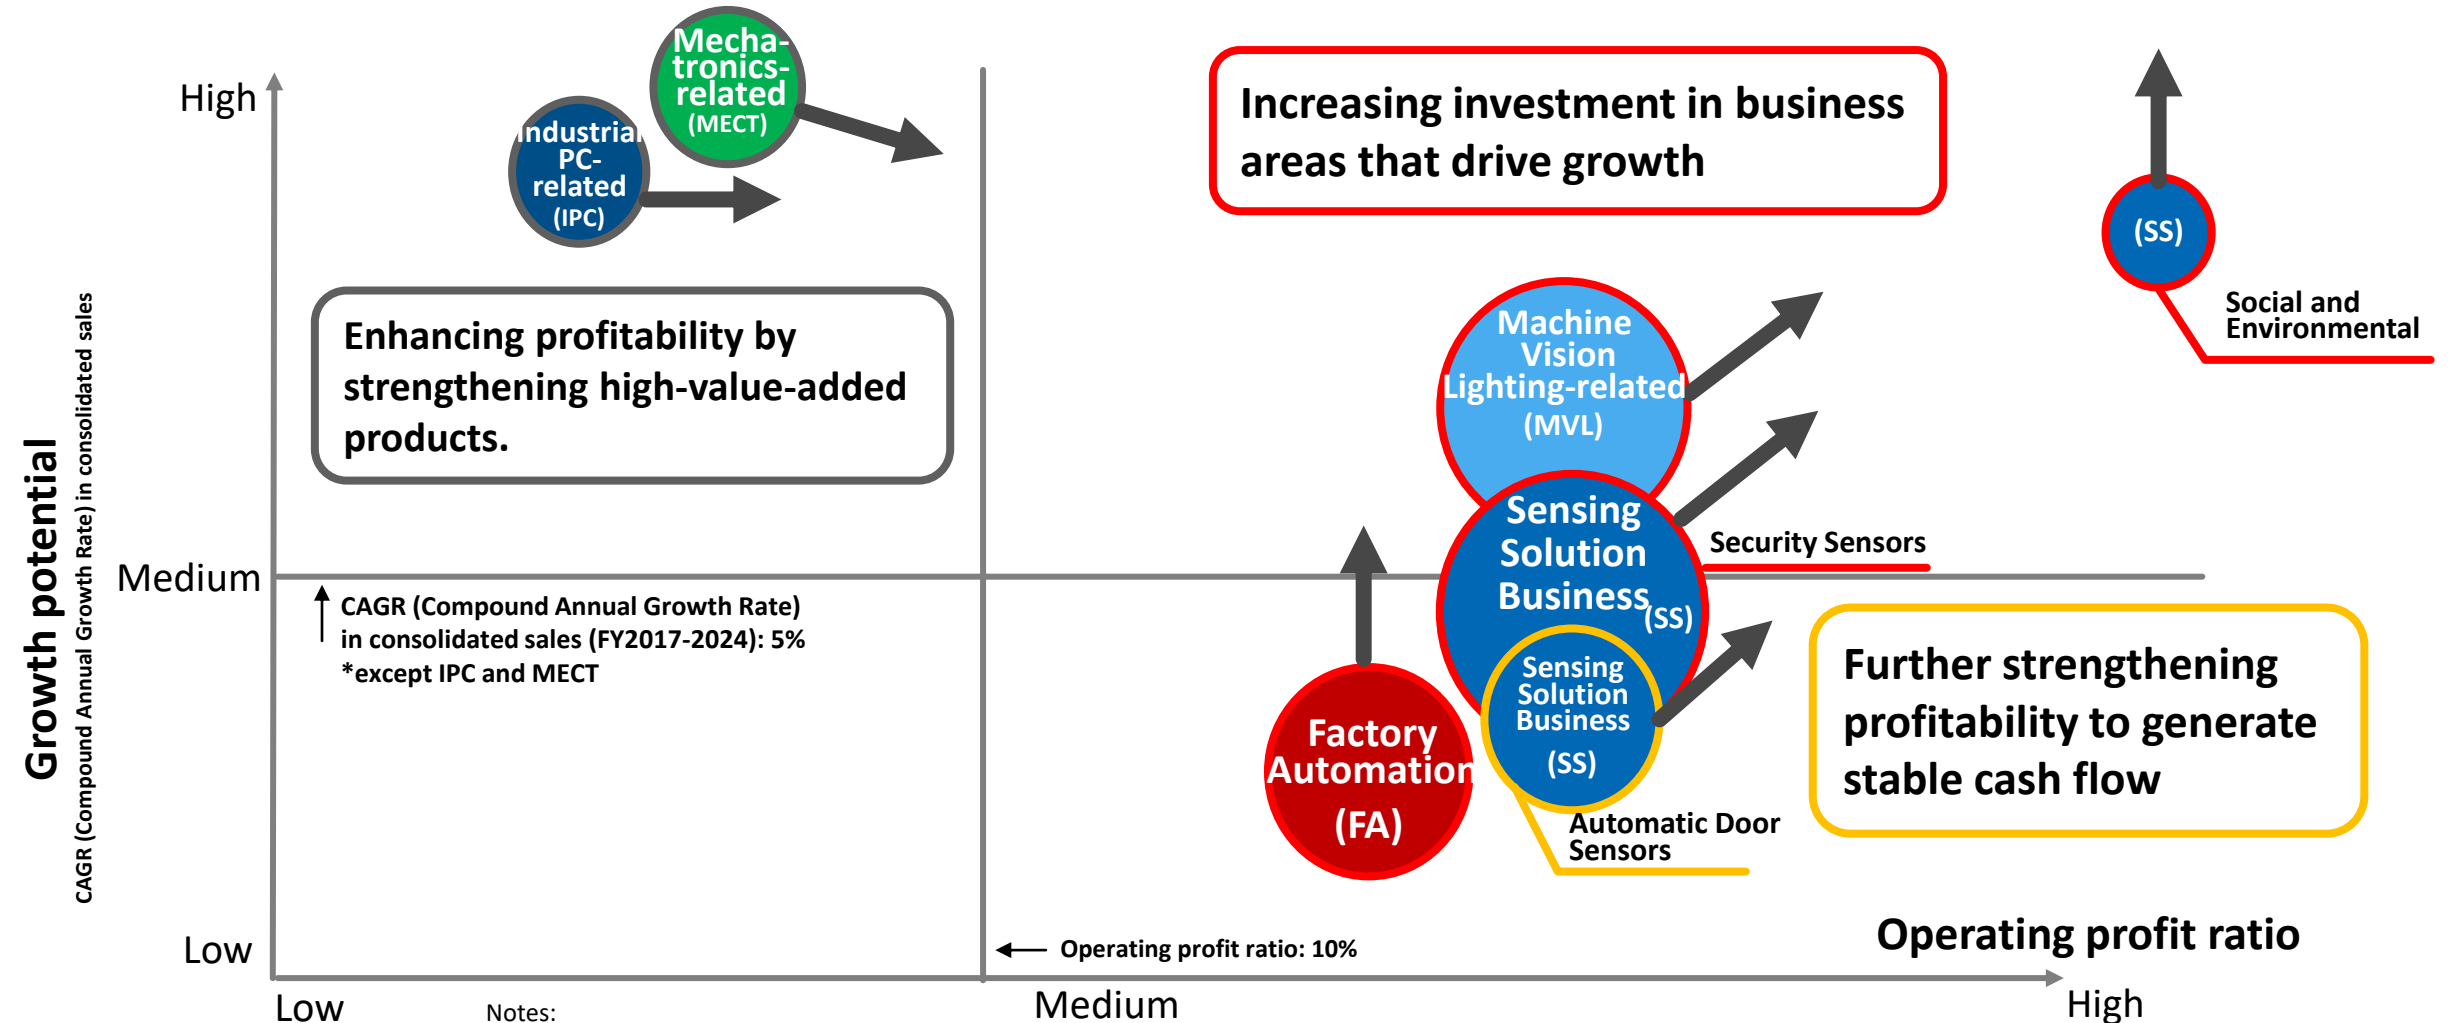 High
Mecha-
tronics-
related
(MECT)
Industrial
PC-
related
(IPC)
Increasing investment in business
areas that drive growth
(SS)
Social and
Environmental
Enhancing profitability by
strengthening high-value-added
products.
Machine
Vision
Lighting-related
(MVL)
Growth potential
CAGR (Compound Annual Growth Rate) in consolidated sales
Sensing
Solution
Business
(SS)
Security Sensors
Medium
CAGR (Compound Annual Growth Rate)
in consolidated sales (FY2017-2024): 5%
*except IPC and MECT
Factory
Automation
(FA)
Sensing
Solution
Business
(SS)
Automatic Door
Sensors
Further strengthening
profitability to generate
stable cash flow
Low
Operating profit ratio: 10%
Operating profit ratio
Low
Medium
High
Notes: